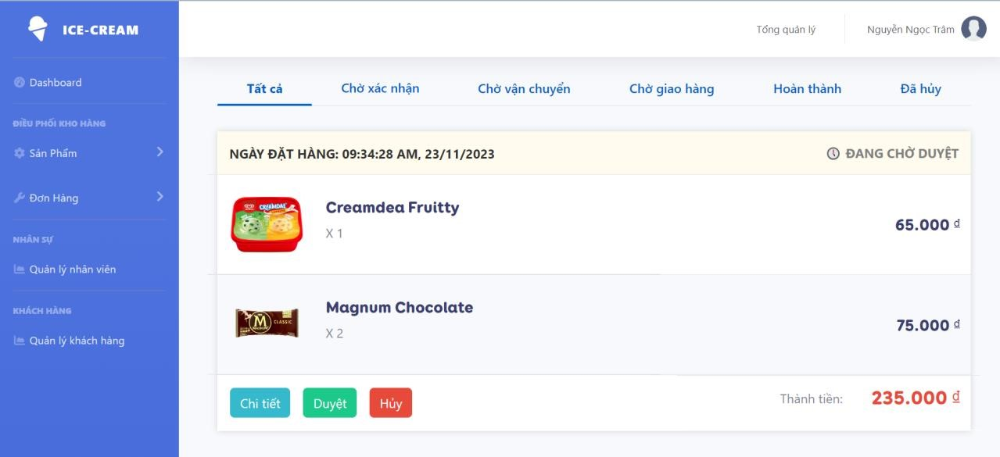 ICE-CREAM
Tổng quản lý
Nguyễn Ngọc Trâm
Dashboard
ĐIỀU PHỐI KHO HÀNG
Sản Phẩm
Đơn Hàng
NHÂN SỰ
Quản lý nhân viên
KHÁCH HÀNG
Quản lý khách hàng
Tất cả
Chờ xác nhận
Chờ vận chuyển
Chờ giao hàng
Hoàn thành
Đã hủy
NGÀY ĐẶT HÀNG: 09:34:28 AM, 23/11/2023
ĐANG CHỜ DUYỆT
CREAMDAE
Creamdea Fruitty
X 1
65.000 ₫
M
MAGNUM
CLASSIC
Magnum Chocolate
X 2
75.000 ₫
Chi tiết
Duyệt
Hủy
Thành tiền:
235.000 ₫